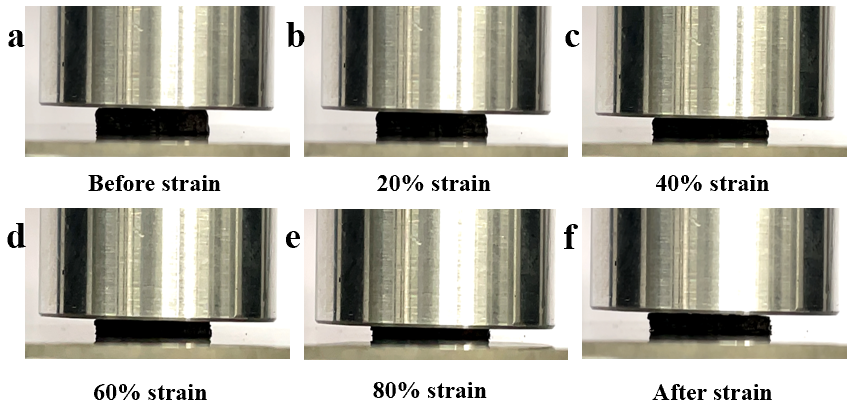 a
b
c
Before strain
20% strain
40% strain
d
e
f
60% strain
80% strain
After strain